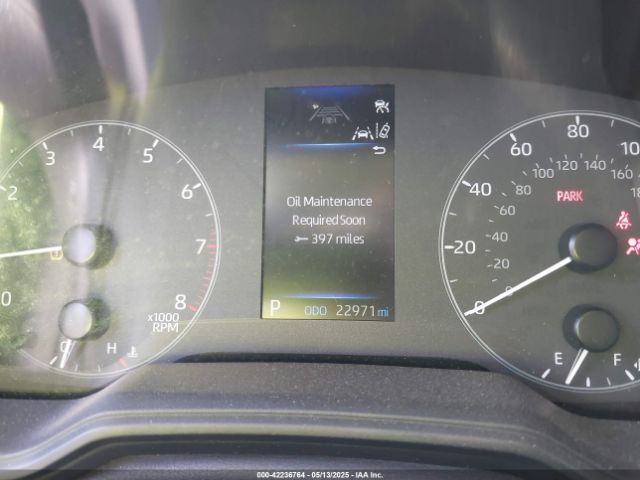 2 3 4 5 6 7 8
0
x1000
RPM
C H
Oil Maintenance
Required Soon
397 miles
P ODO 22971 mi
0 20 40 60 80
0 20 40 60 80 100 120 140 160
PARK
E F
000-42236764 - 05/13/2025 - IAA Inc.